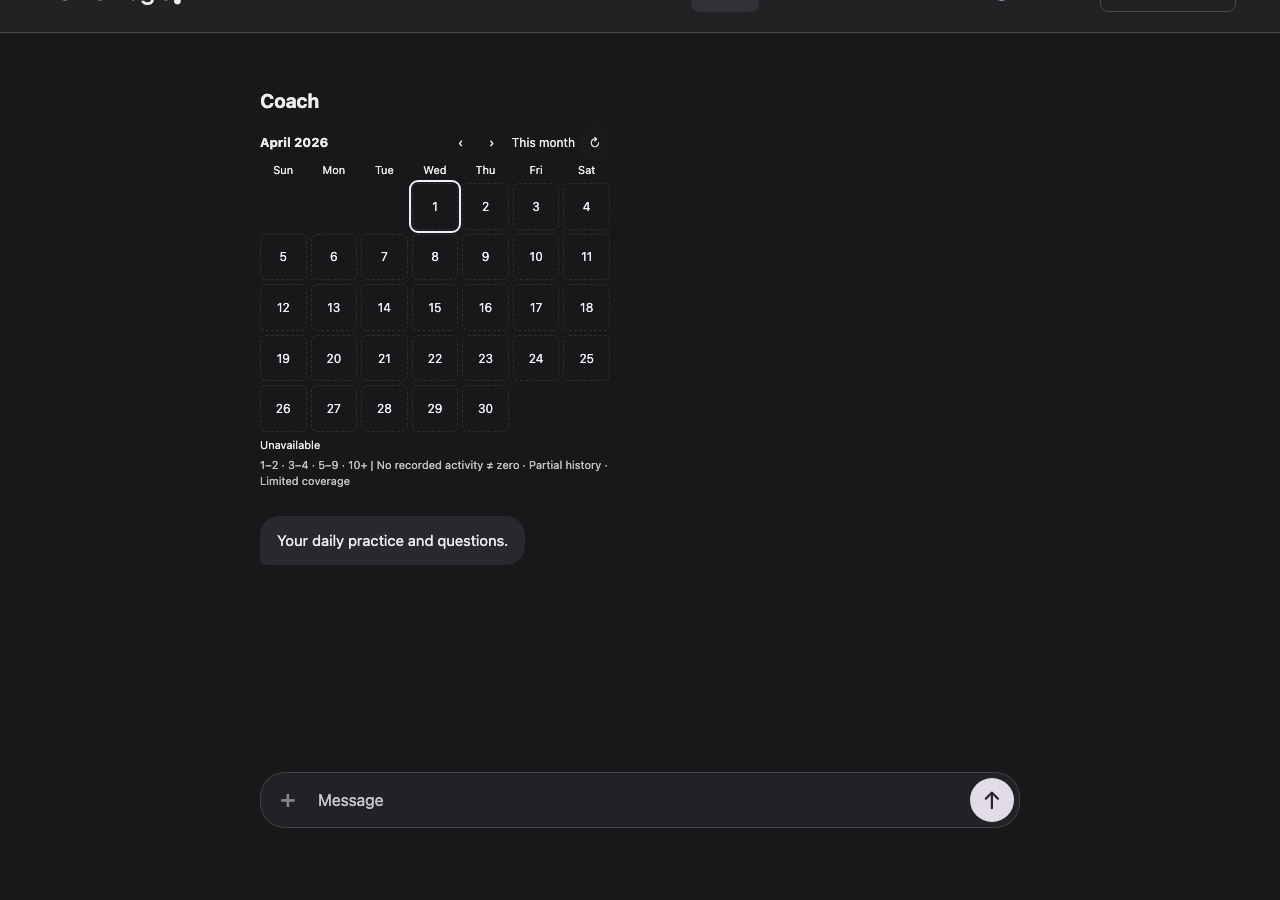 Coach
April 2026 ‹ › This month
Sun Mon Tue Wed Thu Fri Sat
1 2 3 4
5 6 7 8 9 10 11
12 13 14 15 16 17 18
19 20 21 22 23 24 25
26 27 28 29 30
Unavailable
1–2 · 3–4 · 5–9 · 10+ | No recorded activity ≠ zero · Partial history ·
Limited coverage
Your daily practice and questions.
Message